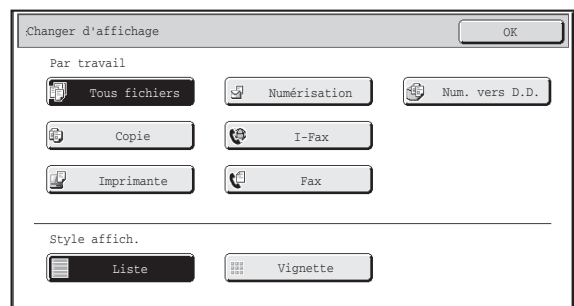 Changer d'affichage
OK
Par travail
Tous fichiers
Numérisation
Num. vers D.D.
Copie
I-Fax
Imprimante
Fax
Style affich.
Liste
Vignette